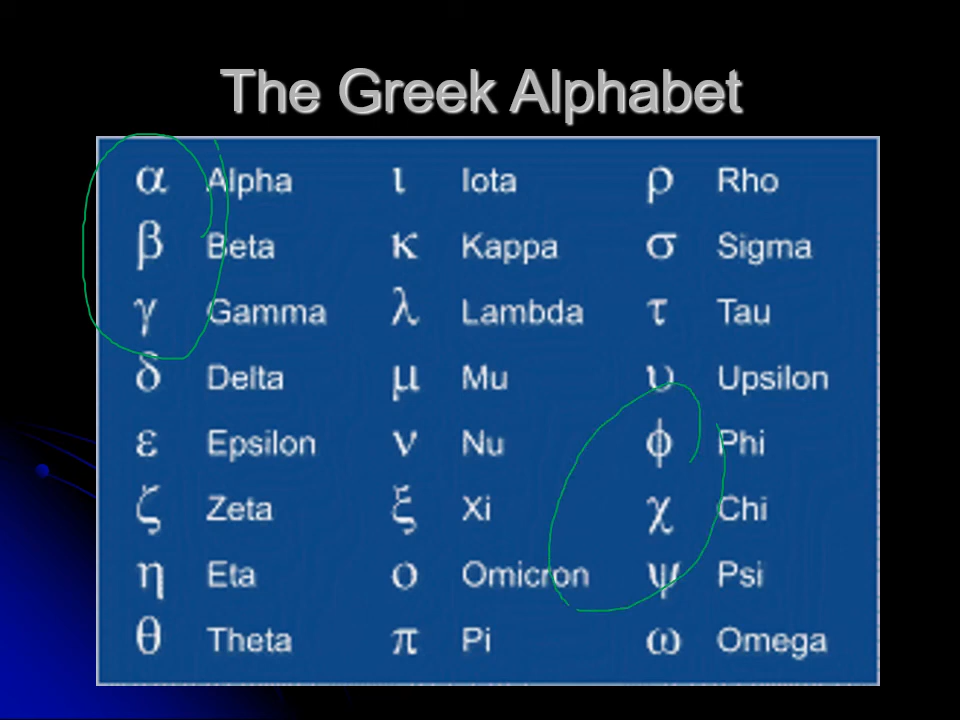 The Greek Alphabet
α Alpha ι Iota ρ Rho
β Beta κ Kappa σ Sigma
γ Gamma λ Lambda τ Tau
δ Delta μ Mu υ Upsilon
ε Epsilon ν Nu ϕ Phi
ζ Zeta ξ Xi χ Chi
η Eta ο Omicron ψ Psi
θ Theta π Pi ω Omega